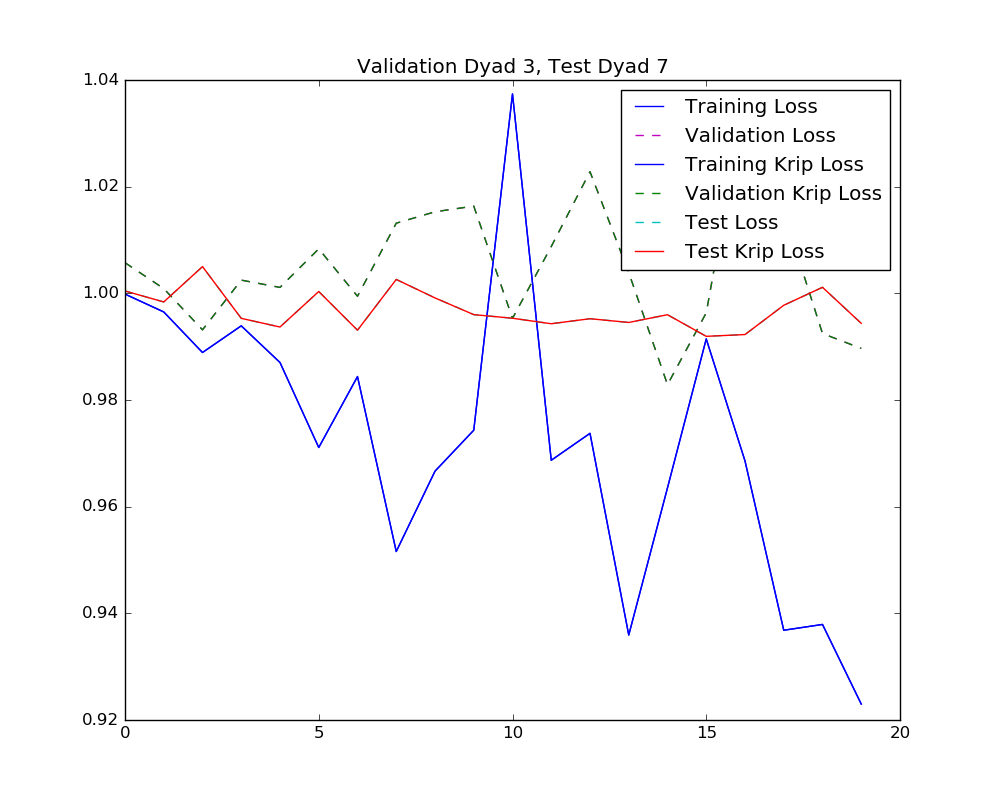 Validation Dyad 3, Test Dyad 7
1.04
1.02
1.00
0.98
0.96
0.94
0.92
0
5
10
15
20
Training Loss
Validation Loss
Training Krip Loss
Validation Krip Loss
Test Loss
Test Krip Loss